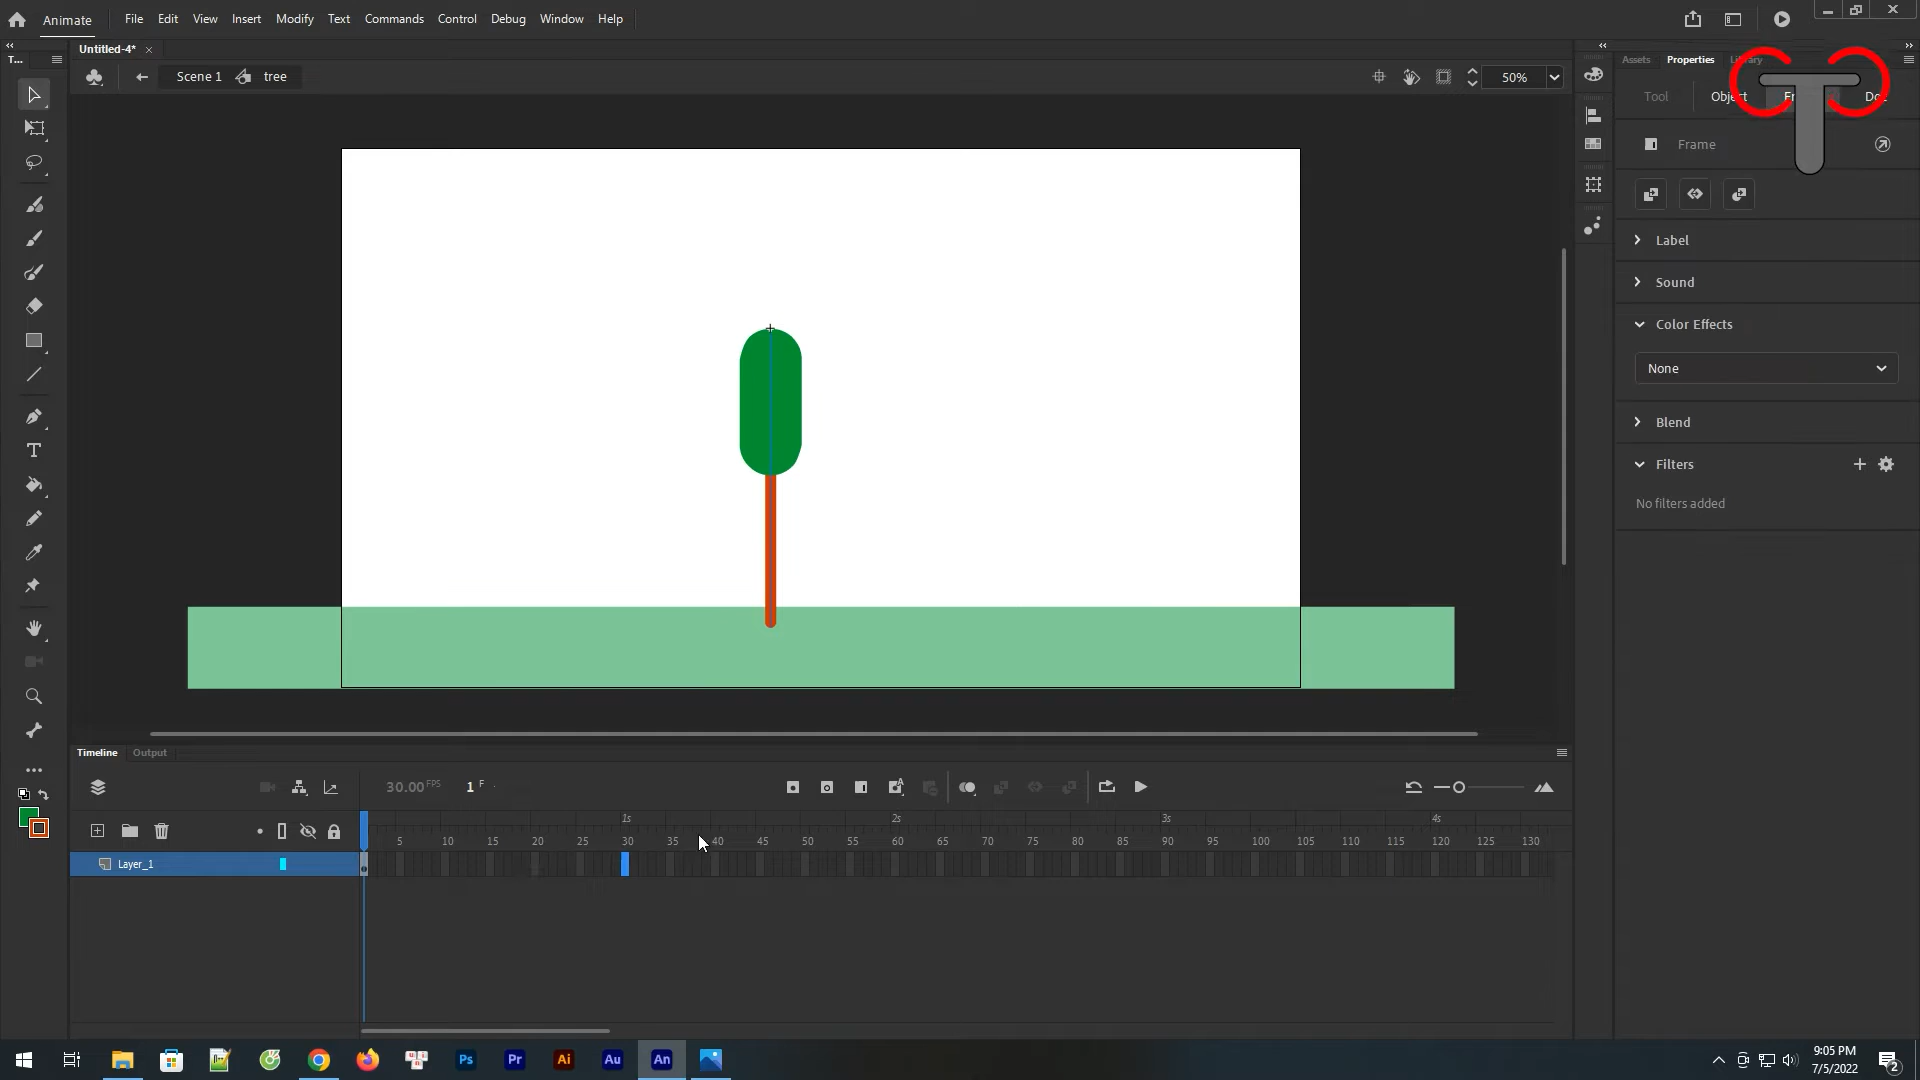 Animate File Edit View Insert Modify Text Commands Control Debug Window Help
Untitled-4* ×
T...
Scene 1 tree 50%
Assets Properties Library
Tool Object
Frame
Label
Sound
Color Effects
None
Blend
Filters
No filters added
Timeline Output
30.00 FPS 1 F
1s 2s 3s 4s
5 10 15 20 25 30 35 40 45 50 55 60 65 70 75 80 85 90 95 100 105 110 115 120 125 130
Layer_1
Ps Pr Ai Au An
9:05 PM
7/5/2022
2